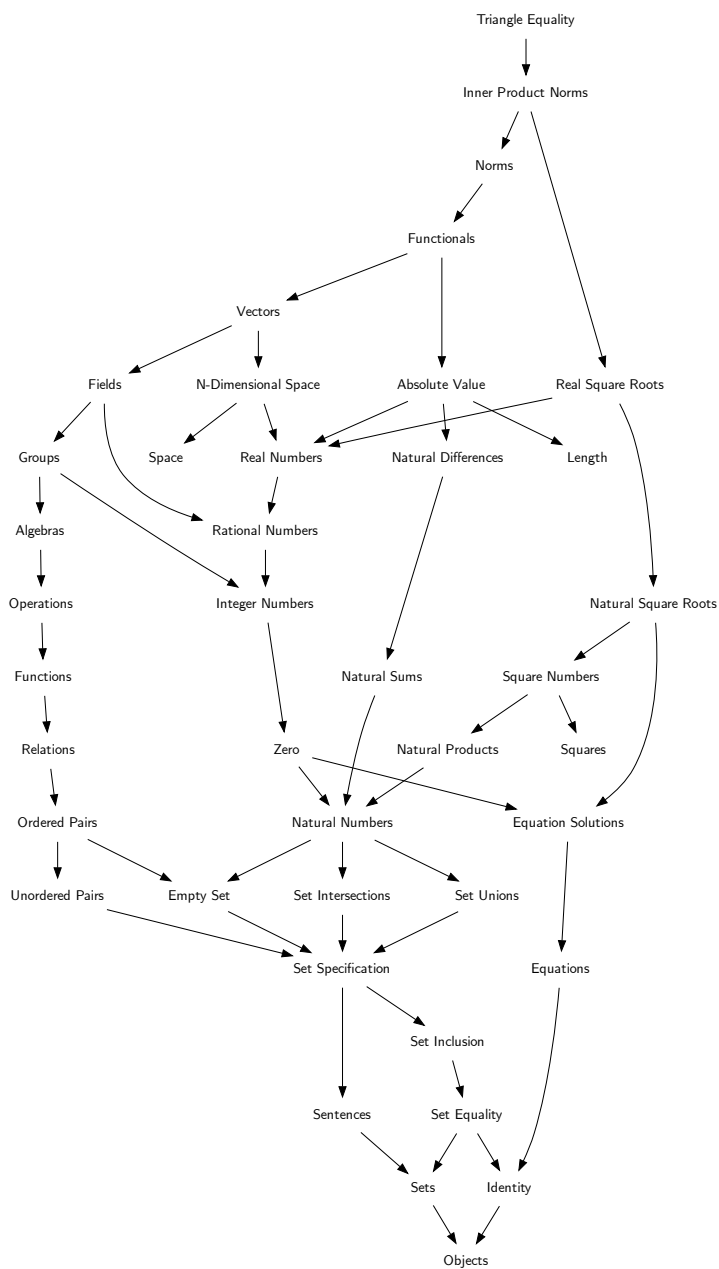 Triangle Equality
Inner Product Norms
Norms
Functionals
Vectors
Fields
N-Dimensional Space
Absolute Value
Real Square Roots
Groups
Space
Real Numbers
Natural Differences
Length
Algebras
Rational Numbers
Operations
Integer Numbers
Natural Square Roots
Functions
Natural Sums
Square Numbers
Relations
Zero
Natural Products
Squares
Ordered Pairs
Natural Numbers
Equation Solutions
Unordered Pairs
Empty Set
Set Intersections
Set Unions
Set Specification
Equations
Set Inclusion
Sentences
Set Equality
Sets
Identity
Objects